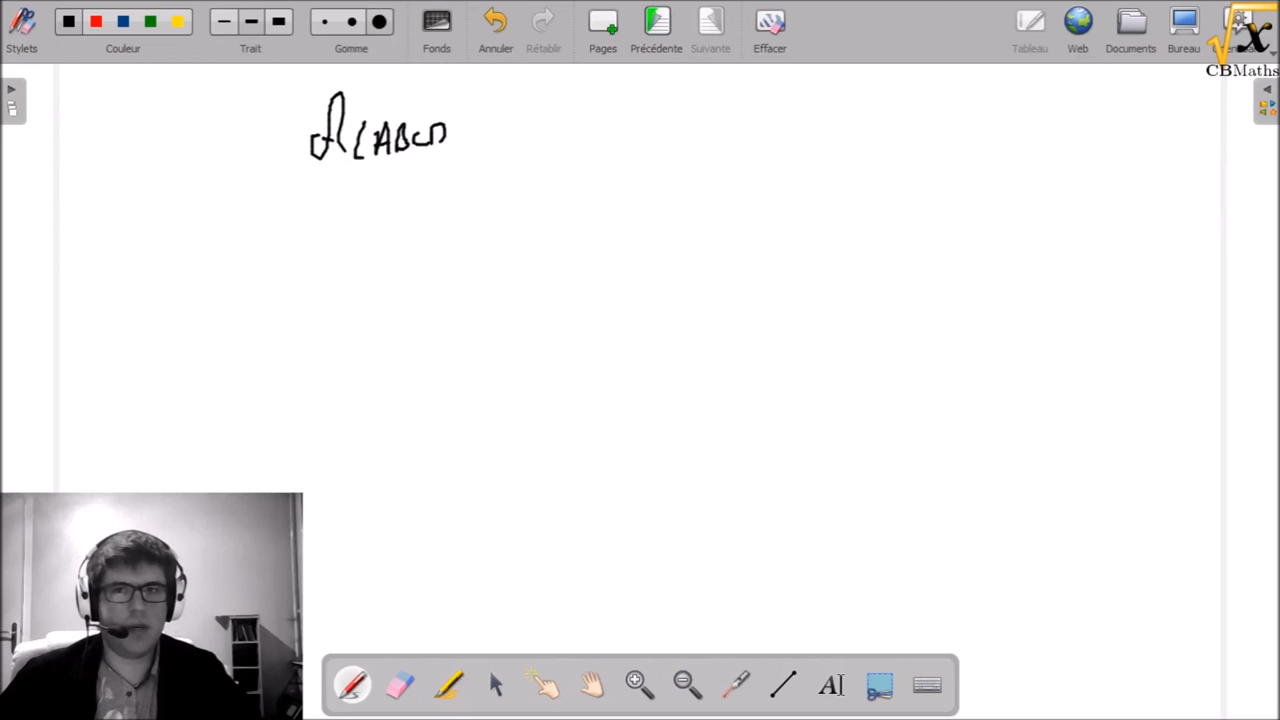 Stylets Couleur Trait Gomme Fonds Annuler Rétablir Pages Précédente Suivante Effacer Tableau Web Documents Bureau
CBMaths
A(ABCD